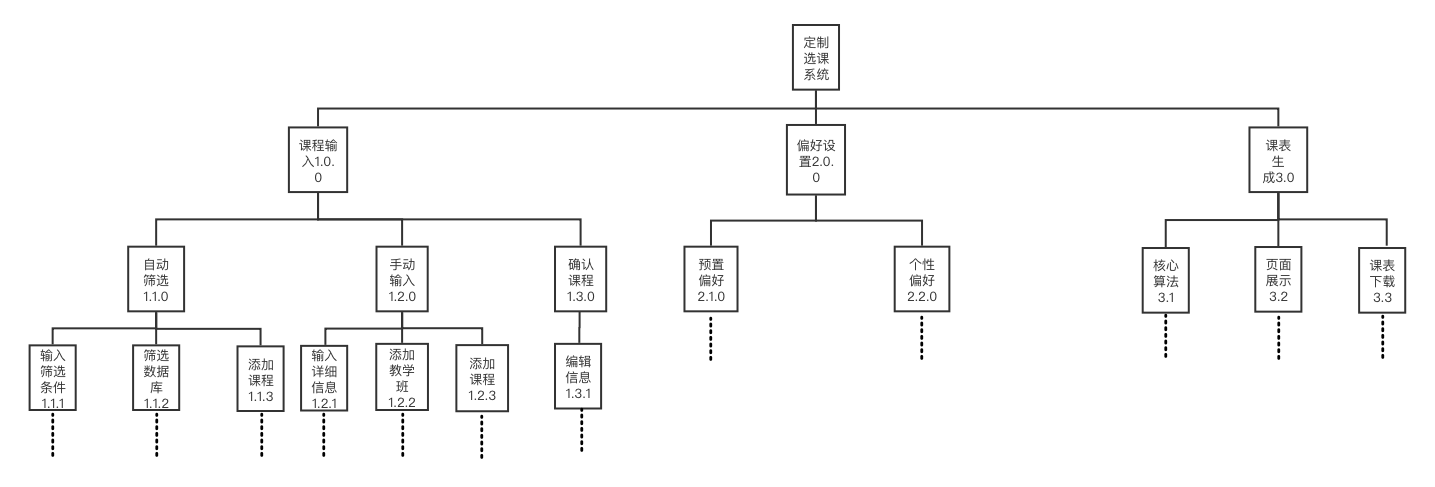 定制
选课
系统
课程输
入1.0.
0
偏好设
置2.0.
0
课表
生
成3.0
自动
筛选
1.1.0
手动
输入
1.2.0
确认
课程
1.3.0
预置
偏好
2.1.0
个性
偏好
2.2.0
核心
算法
3.1
页面
展示
3.2
课表
下载
3.3
输入
筛选
条件
1.1.1
筛选
数据
库
1.1.2
添加
课程
1.1.3
输入
详细
信息
1.2.1
添加
教学
班
1.2.2
添加
课程
1.2.3
编辑
信息
1.3.1